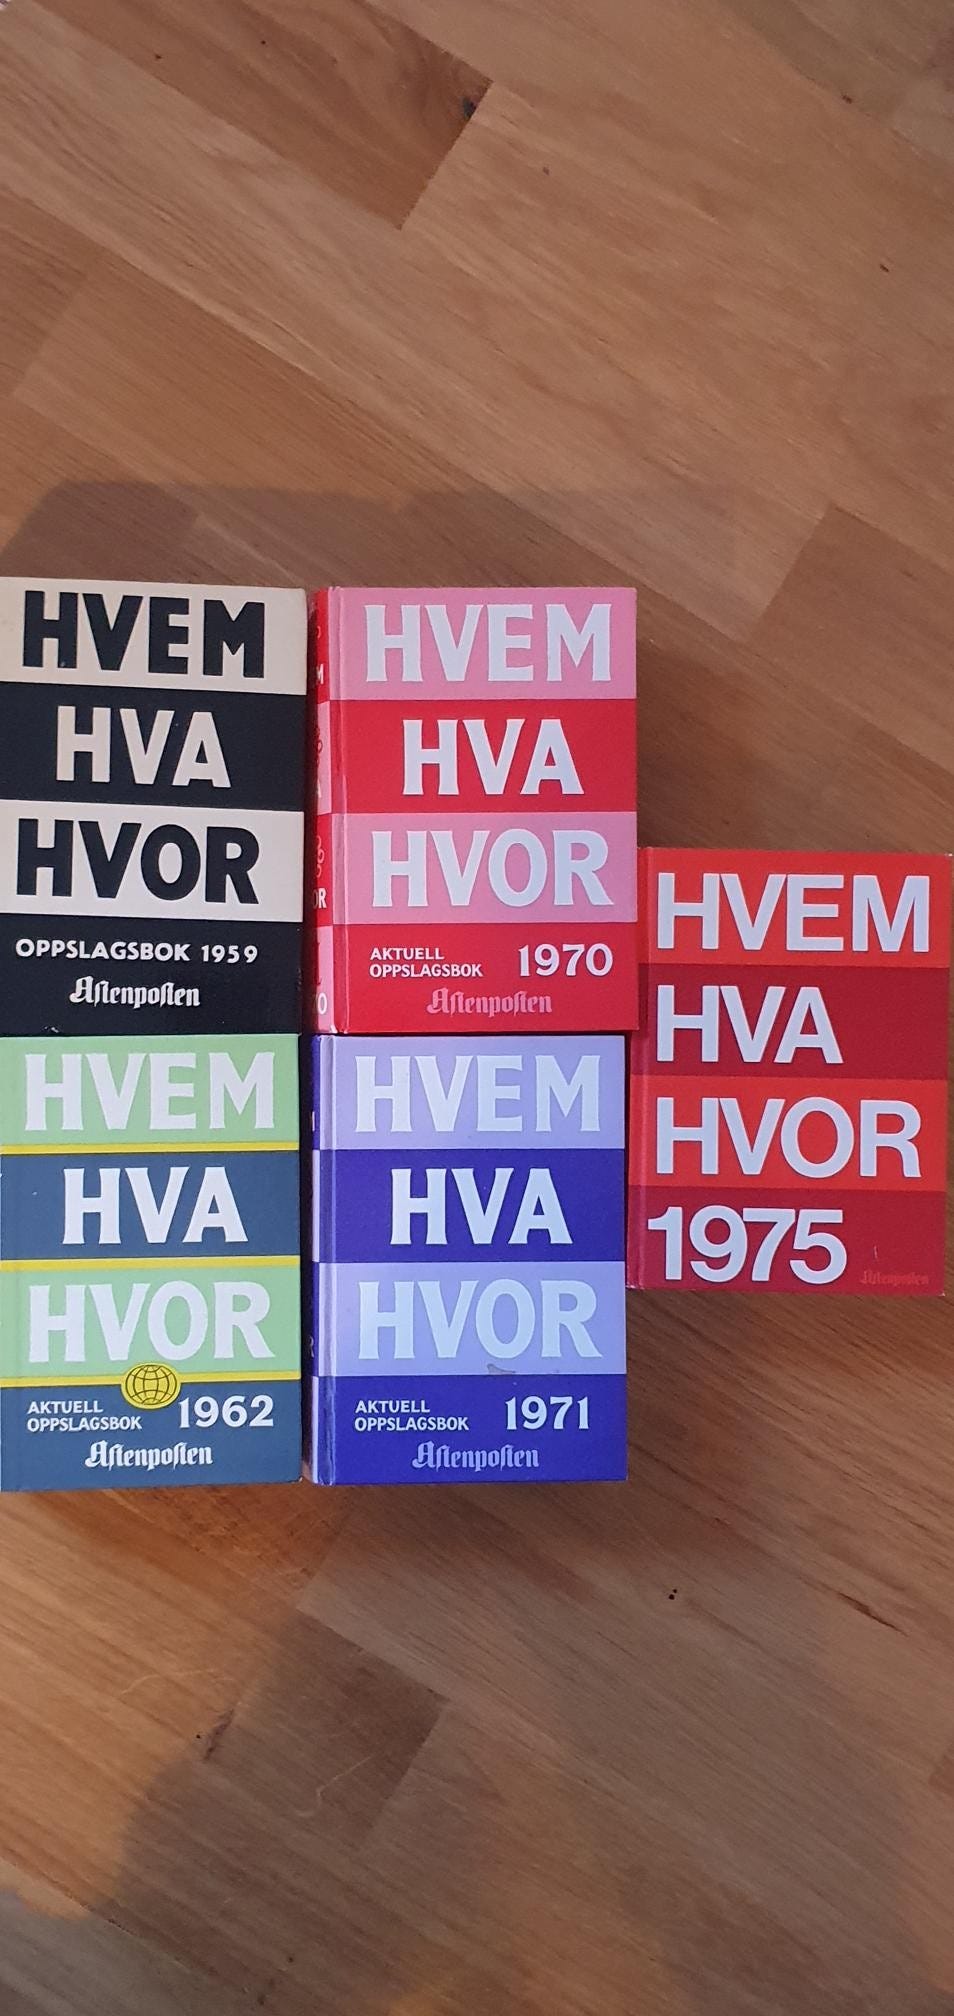 HVEM
HVA
HVOR
OPPSLAGSBOK 1959
Aftenposten
HVEM
HVA
HVOR
AKTUELL
OPPSLAGSBOK 1970
Aftenposten
HVEM
HVA
HVOR
1975
Aftenposten
HVEM
HVA
HVOR
AKTUELL
OPPSLAGSBOK 1962
Aftenposten
HVEM
HVA
HVOR
AKTUELL
OPPSLAGSBOK 1971
Aftenposten